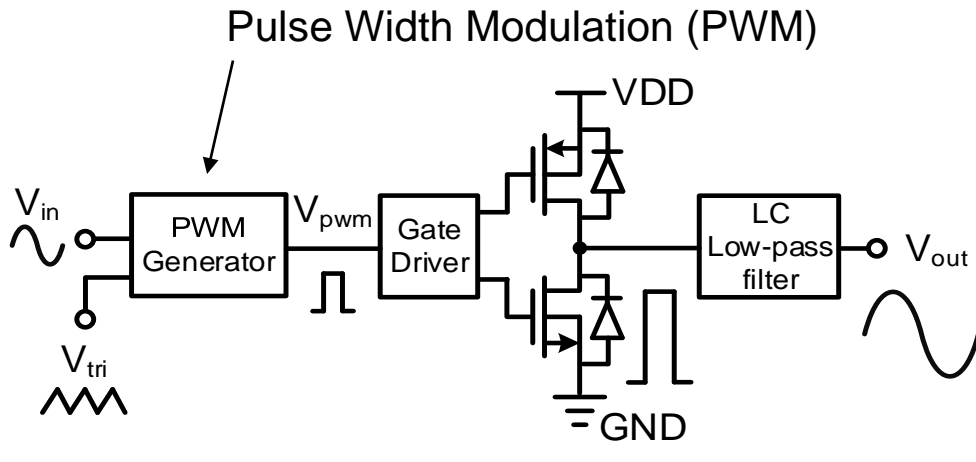 Pulse Width Modulation (PWM)
VDD
Vin
PWM
Generator
Vpwm
Gate
Driver
LC
Low-pass
filter
Vout
Vtri
GND